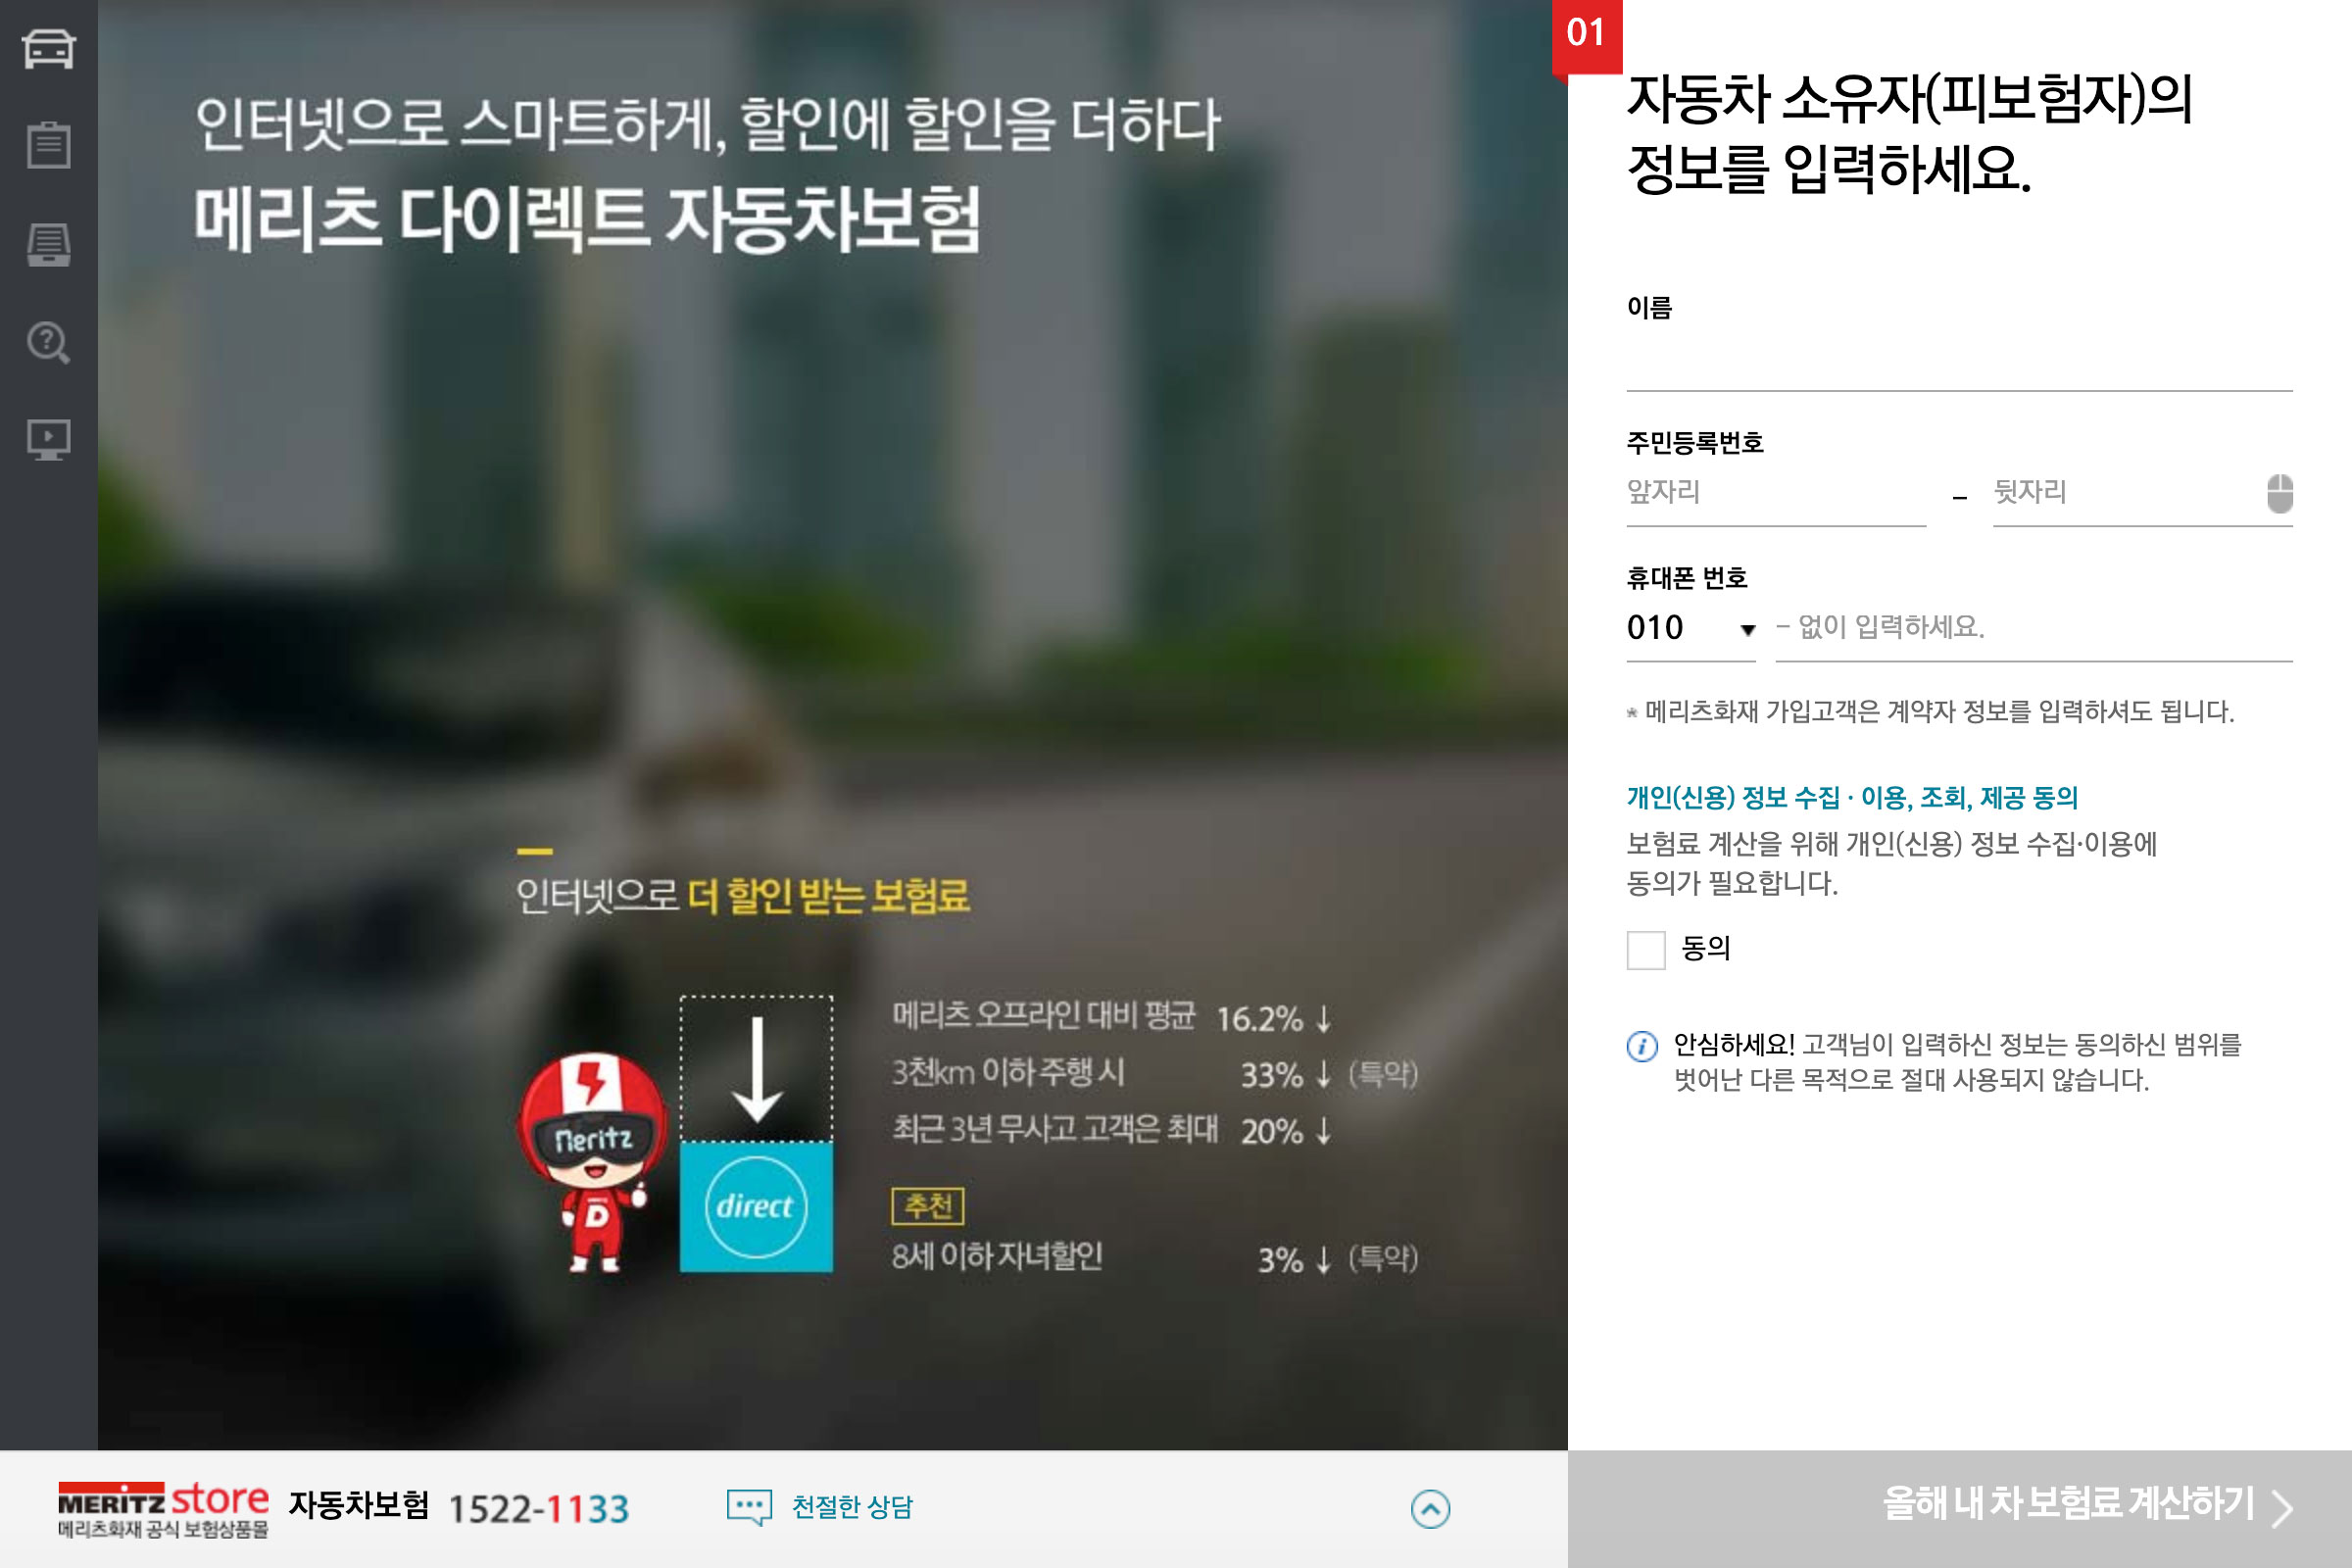 인터넷으로 스마트하게, 할인에 할인을 더하다
메리츠 다이렉트 자동차보험
인터넷으로 더 할인 받는 보험료
메리츠 오프라인 대비 평균 16.2% ↓
3천km 이하 주행 시 33% ↓ (특약)
최근 3년 무사고 고객은 최대 20% ↓
추천
8세 이하 자녀할인 3% ↓ (특약)
Meritz
D
direct
01
자동차 소유자(피보험자)의
정보를 입력하세요.
이름
주민등록번호
앞자리 - 뒷자리
휴대폰 번호
010 - 없이 입력하세요.
* 메리츠화재 가입고객은 계약자 정보를 입력하셔도 됩니다.
개인(신용) 정보 수집 · 이용, 조회, 제공 동의
보험료 계산을 위해 개인(신용) 정보 수집·이용에
동의가 필요합니다.
동의
안심하세요! 고객님이 입력하신 정보는 동의하신 범위를
벗어난 다른 목적으로 절대 사용되지 않습니다.
MERITZ store 자동차보험 1522-1133 천절한 상담
메리츠화재 공식 보험상품몰
올해 내 차 보험료 계산하기